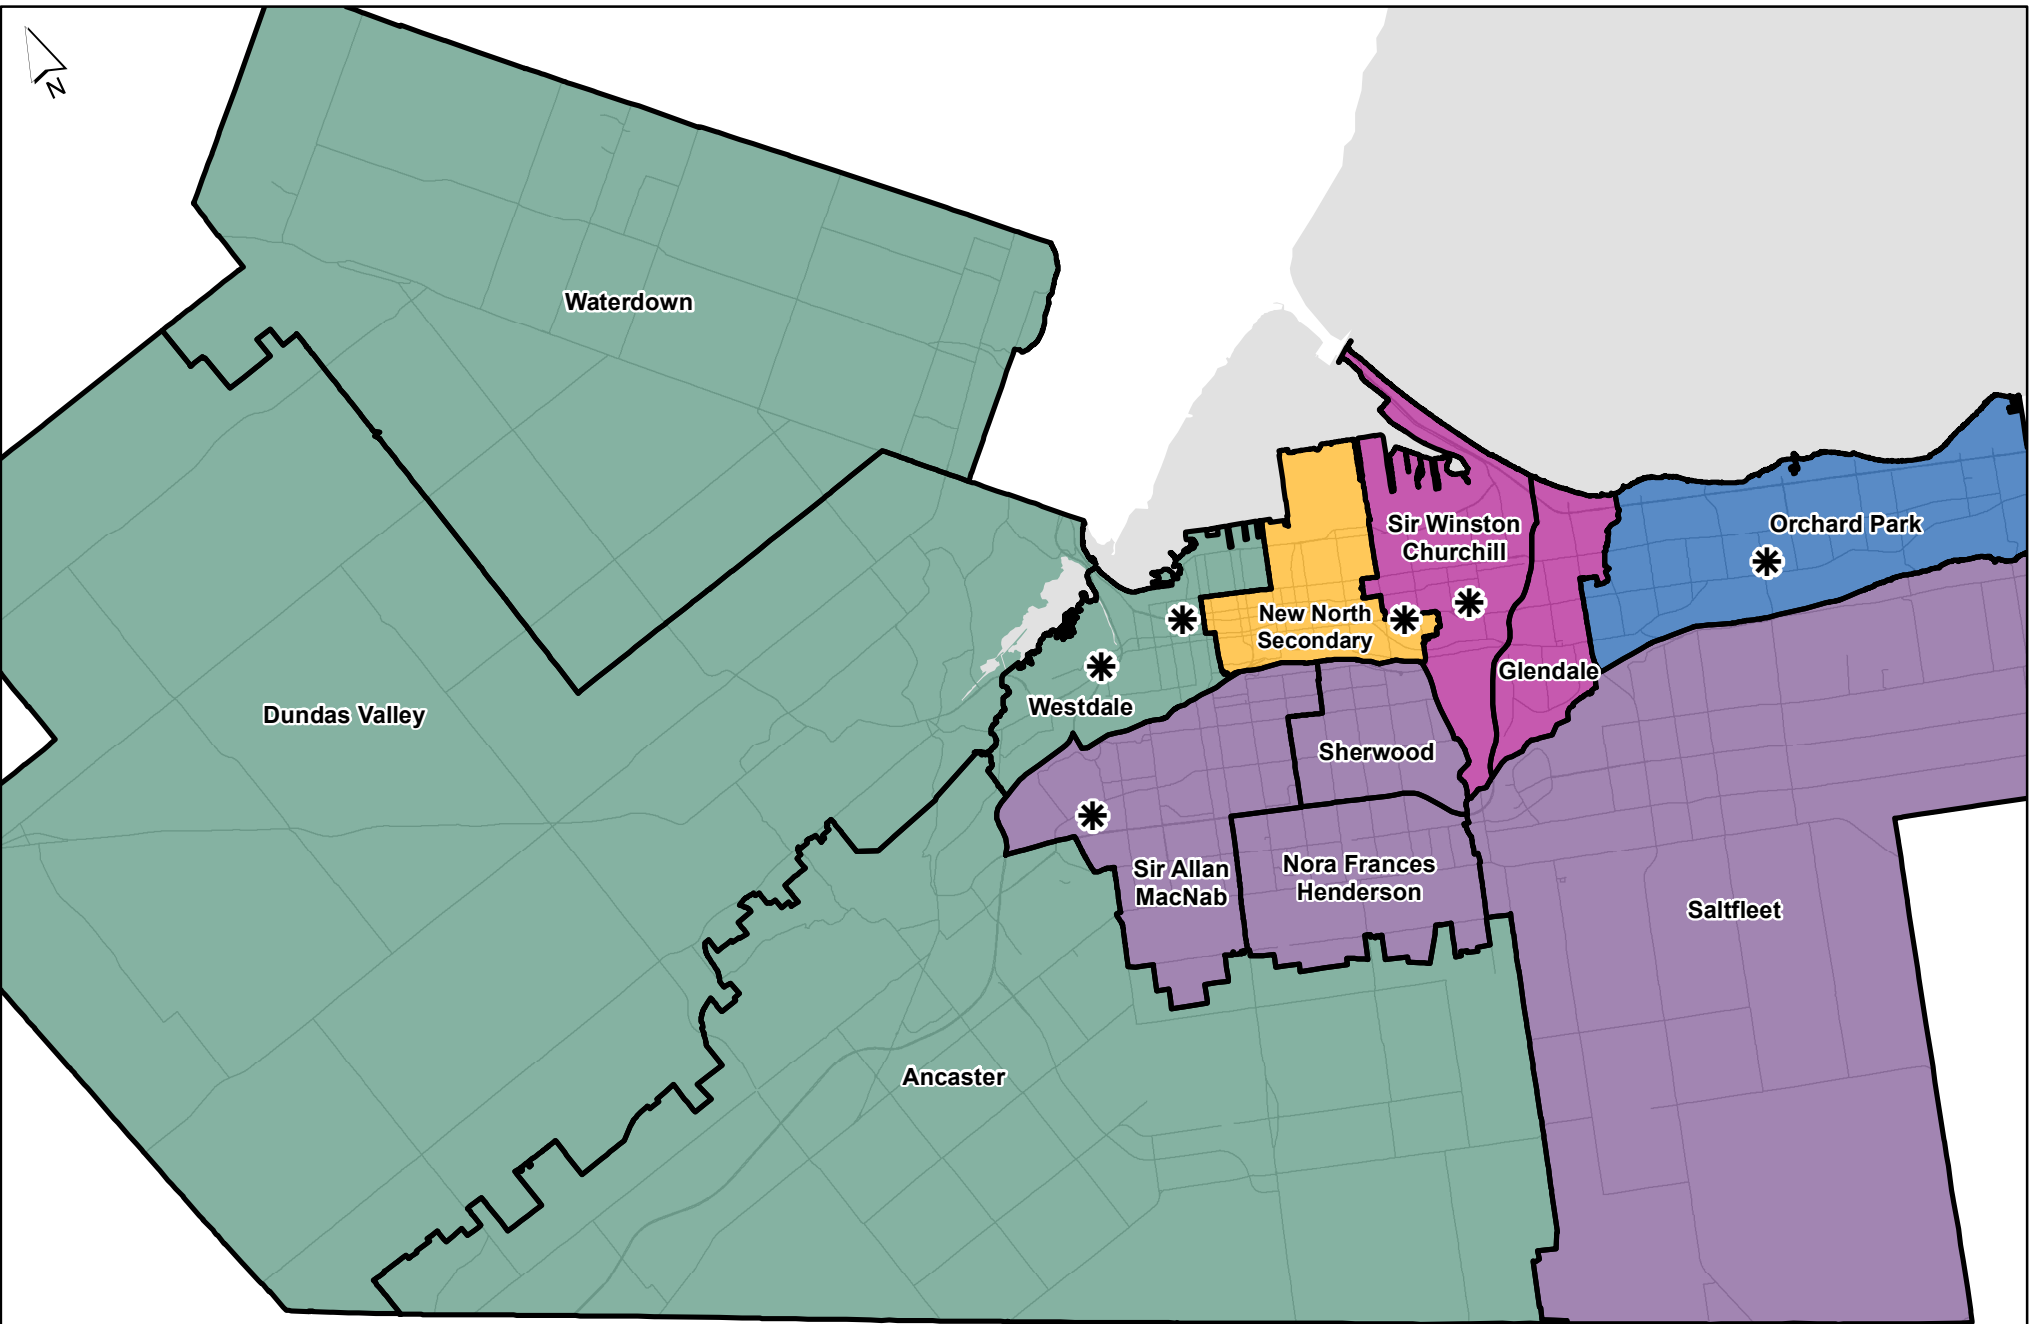 N
Waterdown
Sir Winston
Churchill
Orchard Park
New North
Secondary
Glendale
Dundas Valley
Westdale
Sherwood
Sir Allan
MacNab
Nora Frances
Henderson
Saltfleet
Ancaster